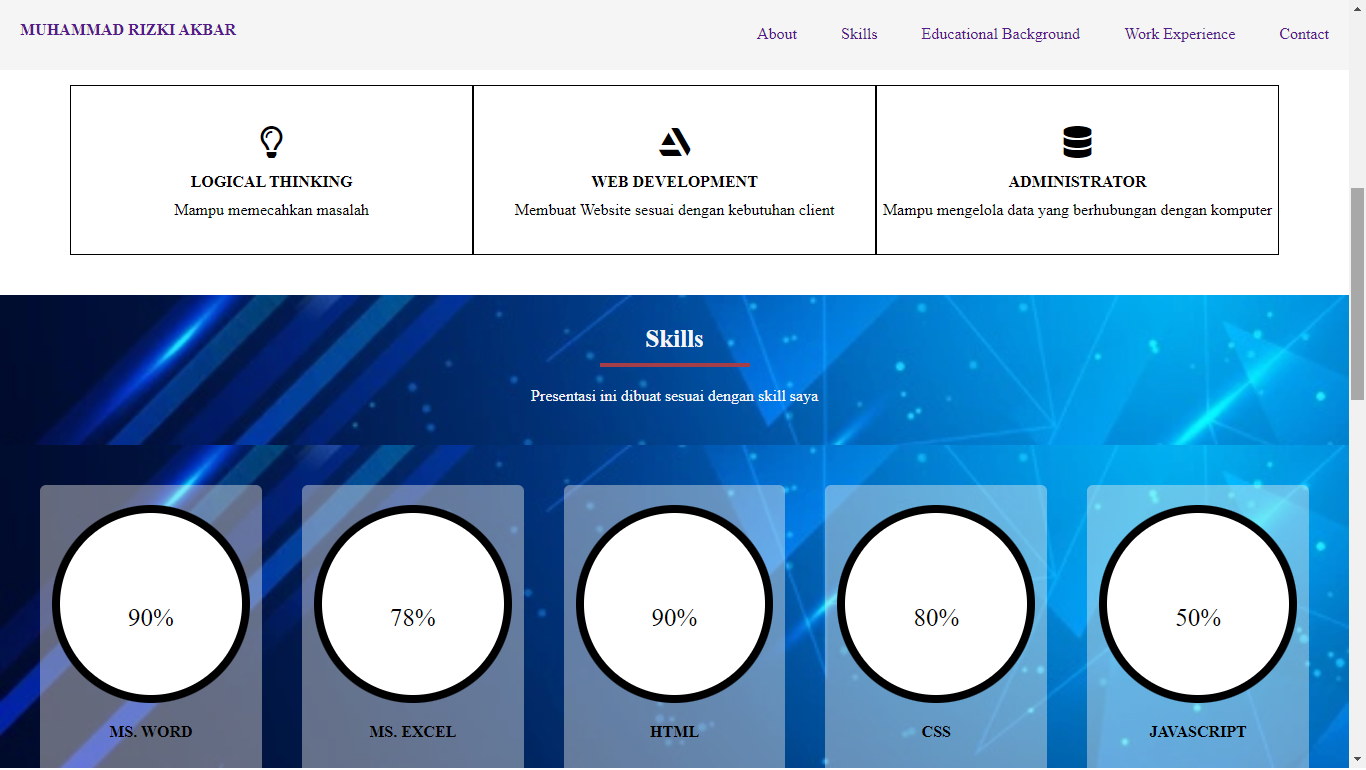 MUHAMMAD RIZKI AKBAR
About Skills Educational Background Work Experience Contact
LOGICAL THINKING
Mampu memecahkan masalah
WEB DEVELOPMENT
Membuat Website sesuai dengan kebutuhan client
ADMINISTRATOR
Mampu mengelola data yang berhubungan dengan komputer
Skills
Presentasi ini dibuat sesuai dengan skill saya
90%
MS. WORD
78%
MS. EXCEL
90%
HTML
80%
CSS
50%
JAVASCRIPT